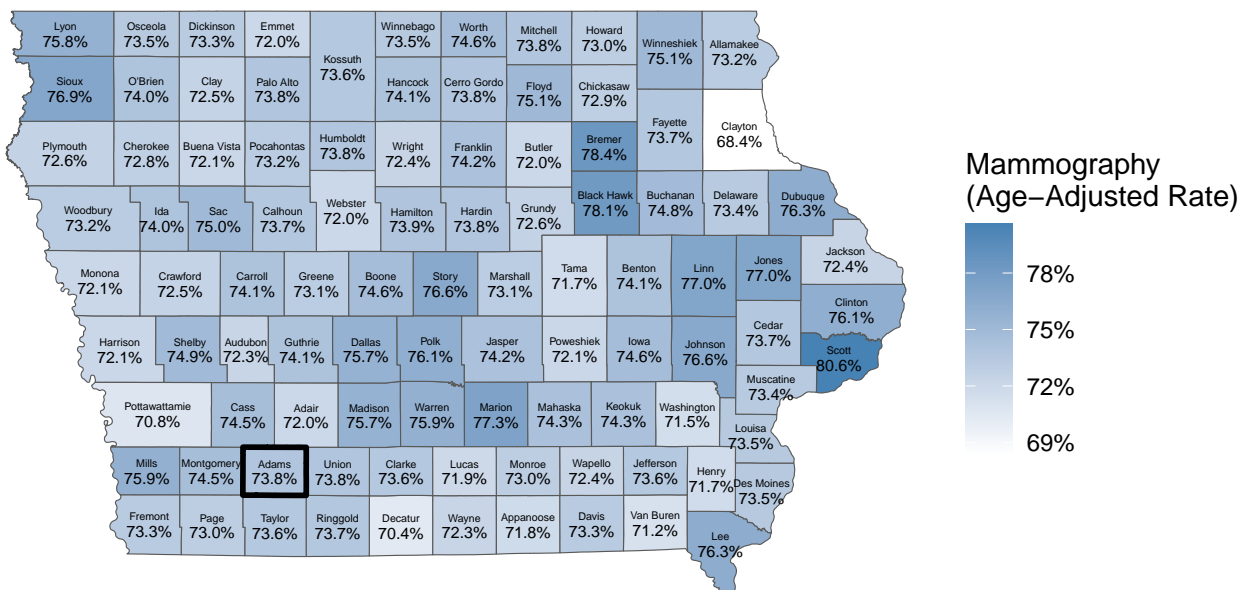 Lyon
75.8%
Osceola
73.5%
Dickinson
73.3%
Emmet
72.0%
Kossuth
73.6%
Winnebago
73.5%
Worth
74.6%
Mitchell
73.8%
Howard
73.0%
Winneshiek
75.1%
Allamakee
73.2%
Sioux
76.9%
O'Brien
74.0%
Clay
72.5%
Palo Alto
73.8%
Hancock
74.1%
Cerro Gordo
73.8%
Floyd
75.1%
Chickasaw
72.9%
Fayette
73.7%
Clayton
68.4%
Plymouth
72.6%
Cherokee
72.8%
Buena Vista
72.1%
Pocahontas
73.2%
Humboldt
73.8%
Wright
72.4%
Franklin
74.2%
Butler
72.0%
Bremer
78.4%
Woodbury
73.2%
Ida
74.0%
Sac
75.0%
Calhoun
73.7%
Webster
72.0%
Hamilton
73.9%
Hardin
73.8%
Grundy
72.6%
Black Hawk
78.1%
Buchanan
74.8%
Delaware
73.4%
Dubuque
76.3%
Monona
72.1%
Crawford
72.5%
Carroll
74.1%
Greene
73.1%
Boone
74.6%
Story
76.6%
Marshall
73.1%
Tama
71.7%
Benton
74.1%
Linn
77.0%
Jones
77.0%
Jackson
72.4%
Clinton
76.1%
Harrison
72.1%
Shelby
74.9%
Audubon
72.3%
Guthrie
74.1%
Dallas
75.7%
Polk
76.1%
Jasper
74.2%
Poweshiek
72.1%
Iowa
74.6%
Johnson
76.6%
Cedar
73.7%
Scott
80.6%
Muscatine
73.4%
Pottawattamie
70.8%
Cass
74.5%
Adair
72.0%
Madison
75.7%
Warren
75.9%
Marion
77.3%
Mahaska
74.3%
Keokuk
74.3%
Washington
71.5%
Louisa
73.5%
Mills
75.9%
Montgomery
74.5%
Adams
73.8%
Union
73.8%
Clarke
73.6%
Lucas
71.9%
Monroe
73.0%
Wapello
72.4%
Jefferson
73.6%
Henry
71.7%
Des Moines
73.5%
Fremont
73.3%
Page
73.0%
Taylor
73.6%
Ringgold
73.7%
Decatur
70.4%
Wayne
72.3%
Appanoose
71.8%
Davis
73.3%
Van Buren
71.2%
Lee
76.3%
Mammography
(Age−Adjusted Rate)
78%
75%
72%
69%